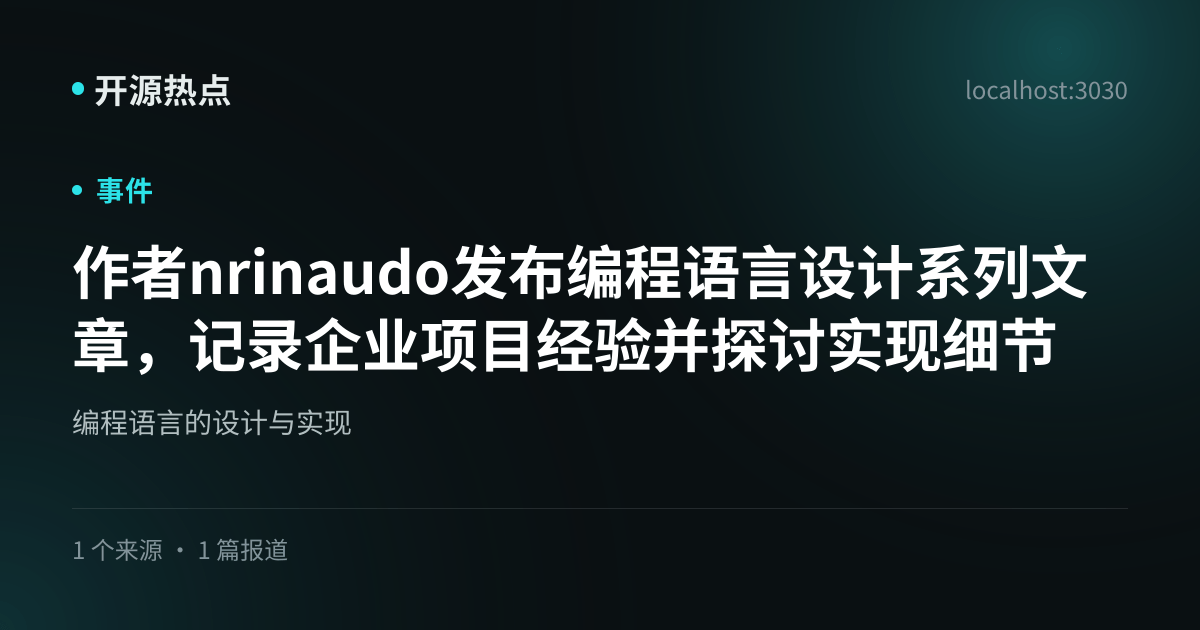 开源热点
localhost:3030
事件
作者nrinaudo发布编程语言设计系列文
章，记录企业项目经验并探讨实现细节
编程语言的设计与实现
1 个来源 · 1 篇报道